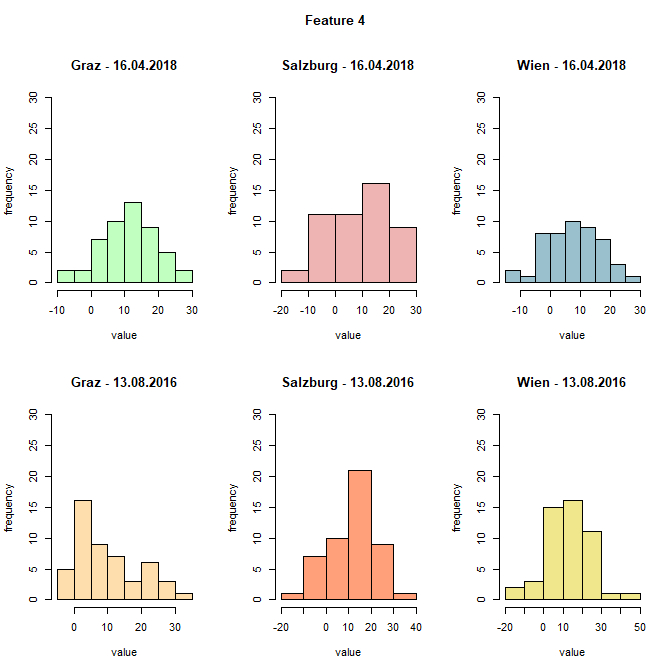 Feature 4
Graz - 16.04.2018
Salzburg - 16.04.2018
Wien - 16.04.2018
frequency
0 5 10 15 20 25 30
-10 0 10 20 30
value
frequency
0 5 10 15 20 25 30
-20 0 10 20 30
value
frequency
0 5 10 15 20 25 30
-10 0 10 20 30
value
Graz - 13.08.2016
Salzburg - 13.08.2016
Wien - 13.08.2016
frequency
0 5 10 15 20 25 30
0 10 20 30
value
frequency
0 5 10 15 20 25 30
-20 0 10 20 30 40
value
frequency
0 5 10 15 20 25 30
-20 0 10 30 50
value